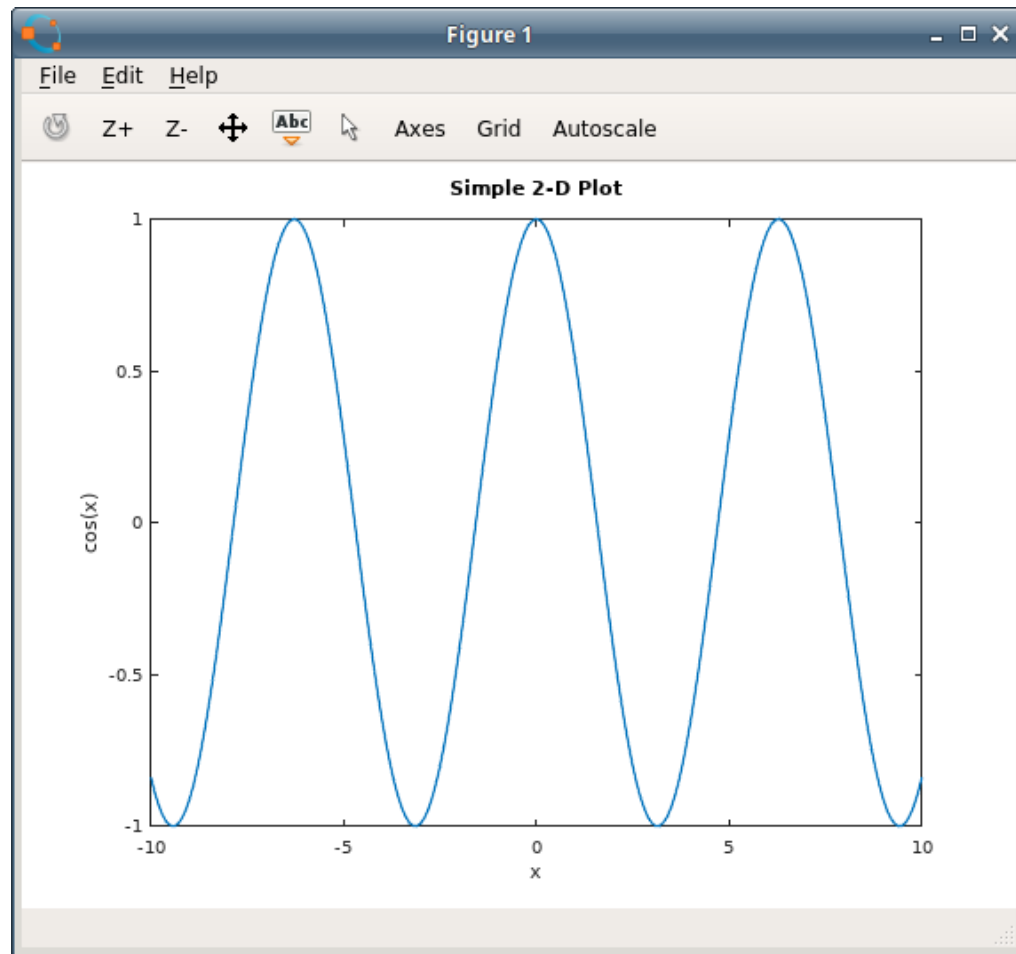 Figure 1
File Edit Help
Z+ Z- Abc Axes Grid Autoscale
Simple 2-D Plot
1
0.5
0
-0.5
-1
cos(x)
-10 -5 0 5 10
x